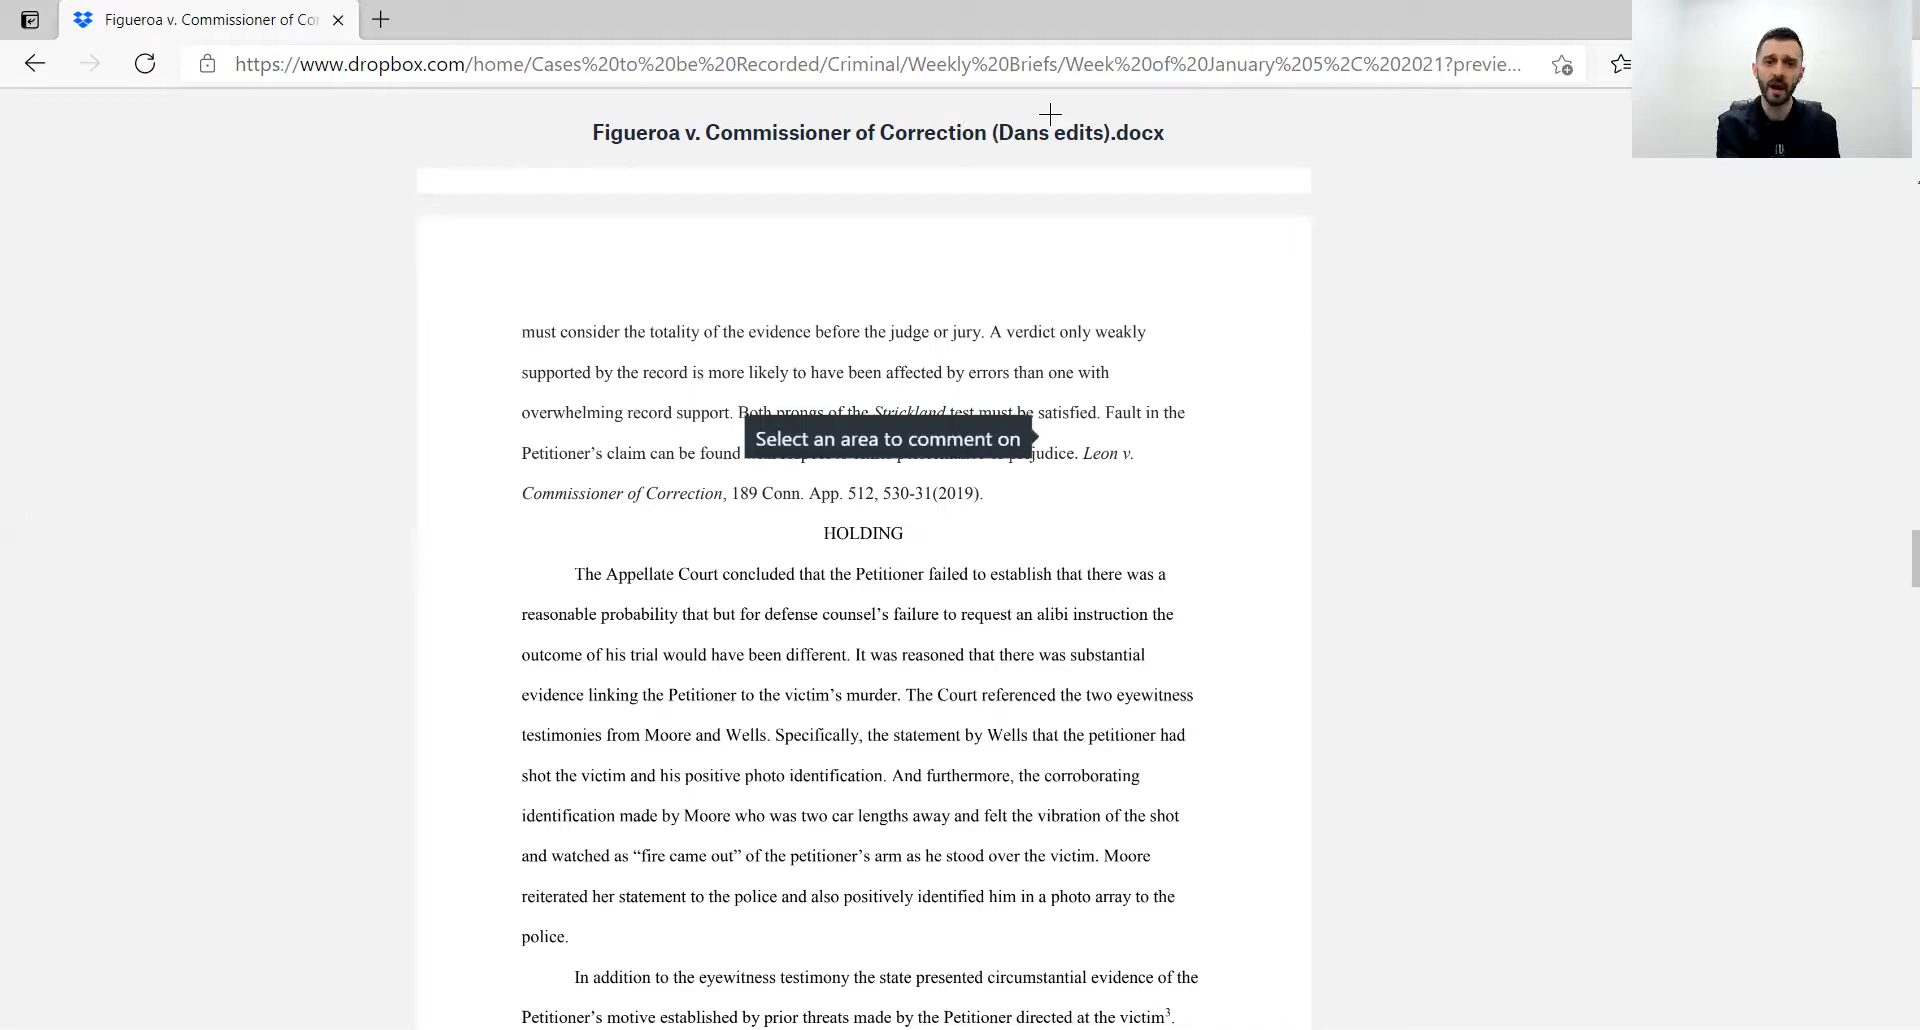 Figueroa v. Commissioner of Co
https://www.dropbox.com/home/Cases%20to%20be%20Recorded/Criminal/Weekly%20Briefs/Week%20of%20January%205%2C%202021?previe...
Figueroa v. Commissioner of Correction (Dans edits).docx
must consider the totality of the evidence before the judge or jury. A verdict only weakly
supported by the record is more likely to have been affected by errors than one with
overwhelming record support. Both prongs of the Strickland test must be satisfied. Fault in the
Select an area to comment on
Petitioner’s claim can be found prejudice. Leon v.
Commissioner of Correction, 189 Conn. App. 512, 530-31(2019).
HOLDING
The Appellate Court concluded that the Petitioner failed to establish that there was a
reasonable probability that but for defense counsel’s failure to request an alibi instruction the
outcome of his trial would have been different. It was reasoned that there was substantial
evidence linking the Petitioner to the victim’s murder. The Court referenced the two eyewitness
testimonies from Moore and Wells. Specifically, the statement by Wells that the petitioner had
shot the victim and his positive photo identification. And furthermore, the corroborating
identification made by Moore who was two car lengths away and felt the vibration of the shot
and watched as “fire came out” of the petitioner’s arm as he stood over the victim. Moore
reiterated her statement to the police and also positively identified him in a photo array to the
police.
In addition to the eyewitness testimony the state presented circumstantial evidence of the
Petitioner’s motive established by prior threats made by the Petitioner directed at the victim³.